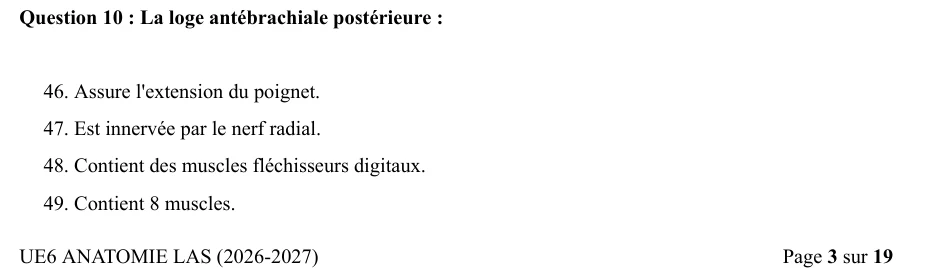 Question 10 : La loge antébrachiale postérieure :
46. Assure l'extension du poignet.
47. Est innervée par le nerf radial.
48. Contient des muscles fléchisseurs digitaux.
49. Contient 8 muscles.
UE6 ANATOMIE LAS (2026-2027) Page 3 sur 19